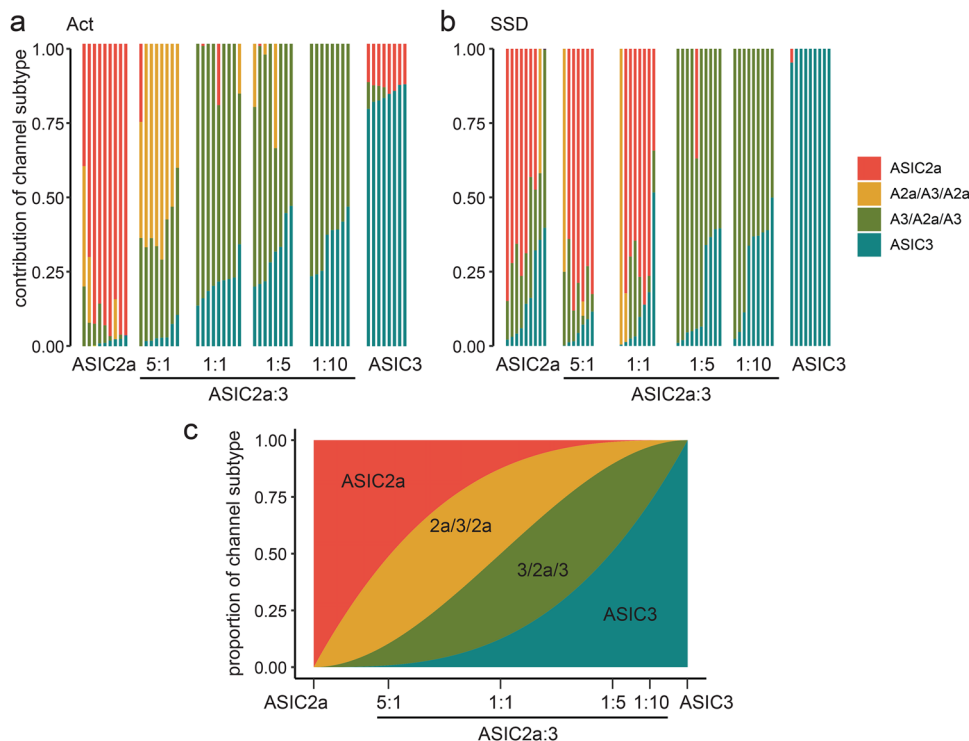 a Act
contribution of channel subtype
1.00
0.75
0.50
0.25
0.00
ASIC2a 5:1 1:1 1:5 1:10 ASIC3
ASIC2a:3
b SSD
1.00
0.75
0.50
0.25
0.00
ASIC2a 5:1 1:1 1:5 1:10 ASIC3
ASIC2a:3
ASIC2a
A2a/A3/A2a
A3/A2a/A3
ASIC3
c
proportion of channel subtype
1.00
0.75
0.50
0.25
0.00
ASIC2a
2a/3/2a
3/2a/3
ASIC3
ASIC2a 5:1 1:1 1:5 1:10 ASIC3
ASIC2a:3